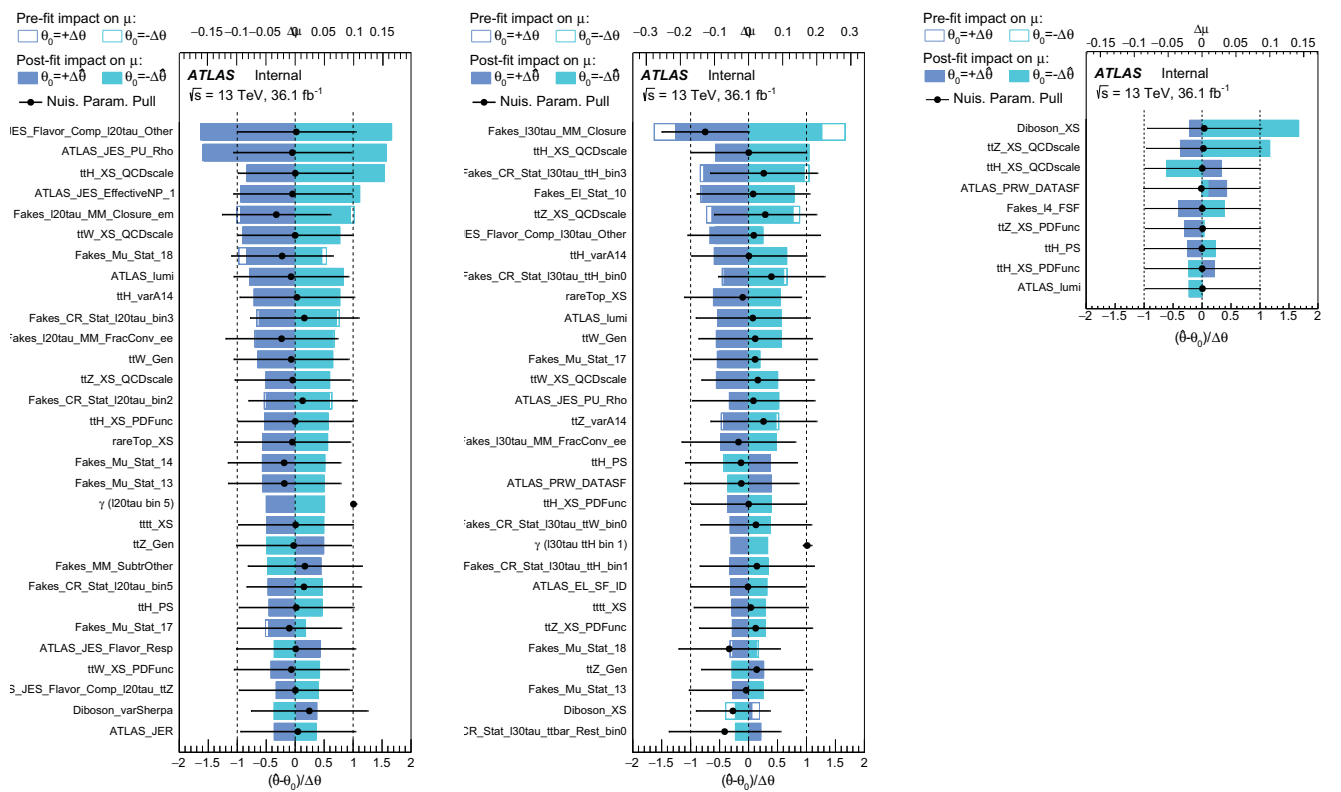 Pre-fit impact on μ:
θ₀=+Δθ θ₀=-Δθ
Post-fit impact on μ:
θ₀=+Δθ̂ θ₀=-Δθ̂
Nuis. Param. Pull
−0.15 −0.1 −0.05 0 0.05 0.1 0.15
Δμ
ATLAS Internal
√s = 13 TeV, 36.1 fb⁻¹
JES_Flavor_Comp_l20tau_Other
ATLAS_JES_PU_Rho
ttH_XS_QCDscale
ATLAS_JES_EffectiveNP_1
Fakes_l20tau_MM_Closure_em
ttW_XS_QCDscale
Fakes_Mu_Stat_18
ATLAS_lumi
ttH_varA14
Fakes_CR_Stat_l20tau_bin3
Fakes_l20tau_MM_FracConv_ee
ttW_Gen
ttZ_XS_QCDscale
Fakes_CR_Stat_l20tau_bin2
ttH_XS_PDFunc
rareTop_XS
Fakes_Mu_Stat_14
Fakes_Mu_Stat_13
γ (l20tau bin 5)
tttt_XS
ttZ_Gen
Fakes_MM_SubtrOther
Fakes_CR_Stat_l20tau_bin5
ttH_PS
Fakes_Mu_Stat_17
ATLAS_JES_Flavor_Resp
ttW_XS_PDFunc
S_JES_Flavor_Comp_l20tau_ttZ
Diboson_varSherpa
ATLAS_JER
−2 −1.5 −1 −0.5 0 0.5 1 1.5 2
(θ̂-θ₀)/Δθ
Pre-fit impact on μ:
θ₀=+Δθ θ₀=-Δθ
Post-fit impact on μ:
θ₀=+Δθ̂ θ₀=-Δθ̂
Nuis. Param. Pull
−0.3 −0.2 −0.1 0 0.1 0.2 0.3
Δμ
ATLAS Internal
√s = 13 TeV, 36.1 fb⁻¹
Fakes_l30tau_MM_Closure
ttH_XS_QCDscale
Fakes_CR_Stat_l30tau_ttH_bin3
Fakes_El_Stat_10
ttZ_XS_QCDscale
JES_Flavor_Comp_l30tau_Other
ttH_varA14
Fakes_CR_Stat_l30tau_ttH_bin0
rareTop_XS
ATLAS_lumi
ttW_Gen
Fakes_Mu_Stat_17
ttW_XS_QCDscale
ATLAS_JES_PU_Rho
ttZ_varA14
Fakes_l30tau_MM_FracConv_ee
ttH_PS
ATLAS_PRW_DATASF
ttH_XS_PDFunc
Fakes_CR_Stat_l30tau_ttW_bin0
γ (l30tau ttH bin 1)
Fakes_CR_Stat_l30tau_ttH_bin1
ATLAS_EL_SF_ID
tttt_XS
ttZ_XS_PDFunc
Fakes_Mu_Stat_18
ttZ_Gen
Fakes_Mu_Stat_13
Diboson_XS
CR_Stat_l30tau_ttbar_Rest_bin0
−2 −1.5 −1 −0.5 0 0.5 1 1.5 2
(θ̂-θ₀)/Δθ
Pre-fit impact on μ:
θ₀=+Δθ θ₀=-Δθ
Post-fit impact on μ:
θ₀=+Δθ̂ θ₀=-Δθ̂
Nuis. Param. Pull
Δμ
−0.15 −0.1 −0.05 0 0.05 0.1 0.15
ATLAS Internal
√s = 13 TeV, 36.1 fb⁻¹
Diboson_XS
ttZ_XS_QCDscale
ttH_XS_QCDscale
ATLAS_PRW_DATASF
Fakes_l4_FSF
ttZ_XS_PDFunc
ttH_PS
ttH_XS_PDFunc
ATLAS_lumi
−2 −1.5 −1 −0.5 0 0.5 1 1.5 2
(θ̂-θ₀)/Δθ